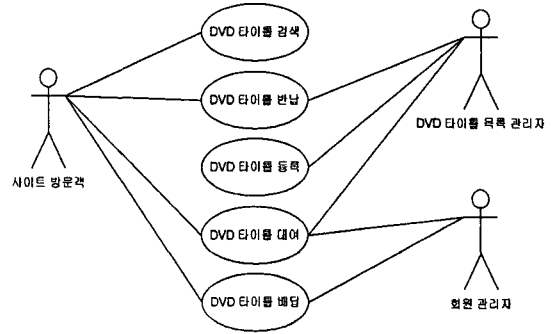 DVD 타이틀 검색
DVD 타이틀 반납
DVD 타이틀 목록 관리자
DVD 타이틀 등록
사이트 방문객
DVD 타이틀 대여
DVD 타이틀 배달
회원 관리자